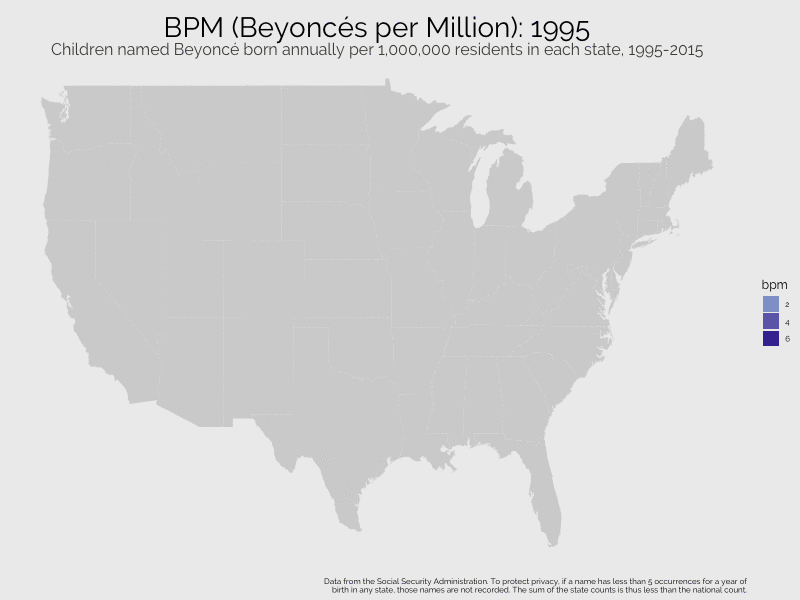 BPM (Beyoncés per Million): 1995
Children named Beyoncé born annually per 1,000,000 residents in each state, 1995-2015
bpm
2
4
6
Data from the Social Security Administration. To protect privacy, if a name has less than 5 occurrences for a year of
birth in any state, those names are not recorded. The sum of the state counts is thus less than the national count.